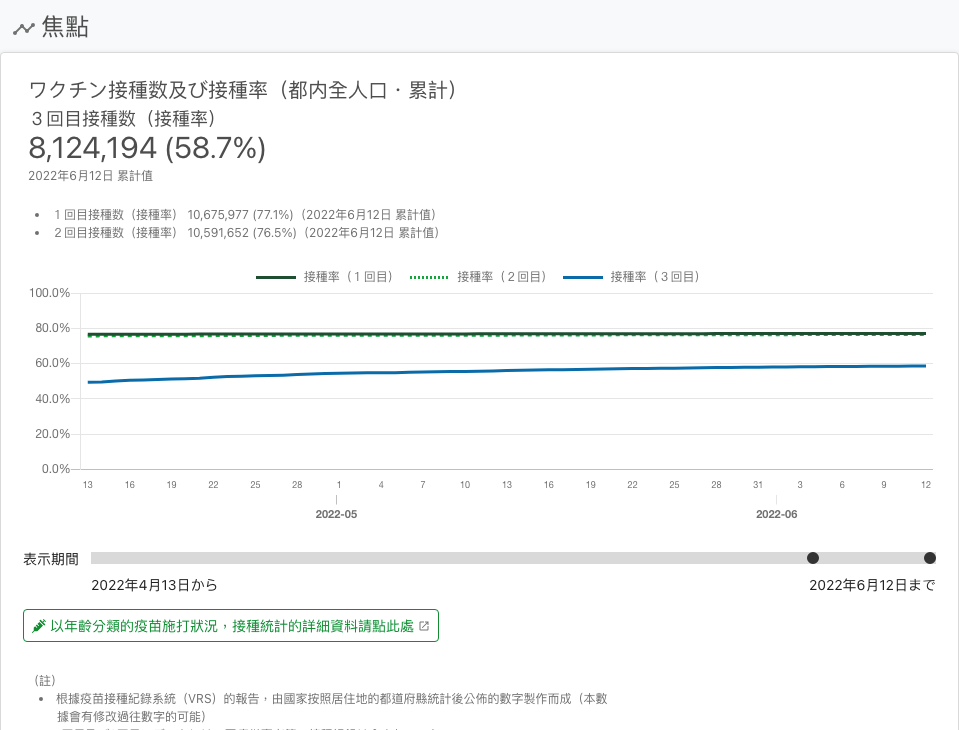 焦點
ワクチン接種数及び接種率（都内全人口・累計）
３回目接種数（接種率）
8,124,194 (58.7%)
2022年6月12日 累計値
• １回目接種数（接種率） 10,675,977 (77.1%)（2022年6月12日 累計値）
• ２回目接種数（接種率） 10,591,652 (76.5%)（2022年6月12日 累計値）
接種率（１回目） 接種率（２回目） 接種率（３回目）
100.0%
80.0%
60.0%
40.0%
20.0%
0.0%
13 16 19 22 25 28 1 4 7 10 13 16 19 22 25 28 31 3 6 9 12
2022-05 2022-06
表示期間
2022年4月13日から 2022年6月12日まで
以年齡分類的疫苗施打狀況，接種統計的詳細資料請點此處
（註）
• 根據疫苗接種紀錄系統（VRS）的報告，由國家按照居住地的都道府縣統計後公佈的數字製作而成（本數
據會有修改過往數字的可能）